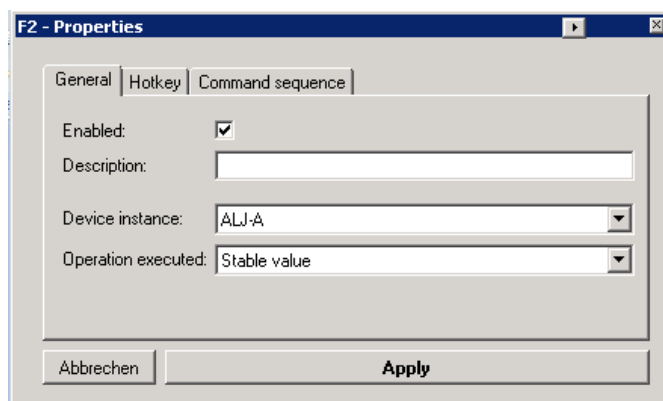 F2 - Properties
General Hotkey Command sequence
Enabled:
Description:
Device instance: ALJ-A
Operation executed: Stable value
Abbrechen Apply